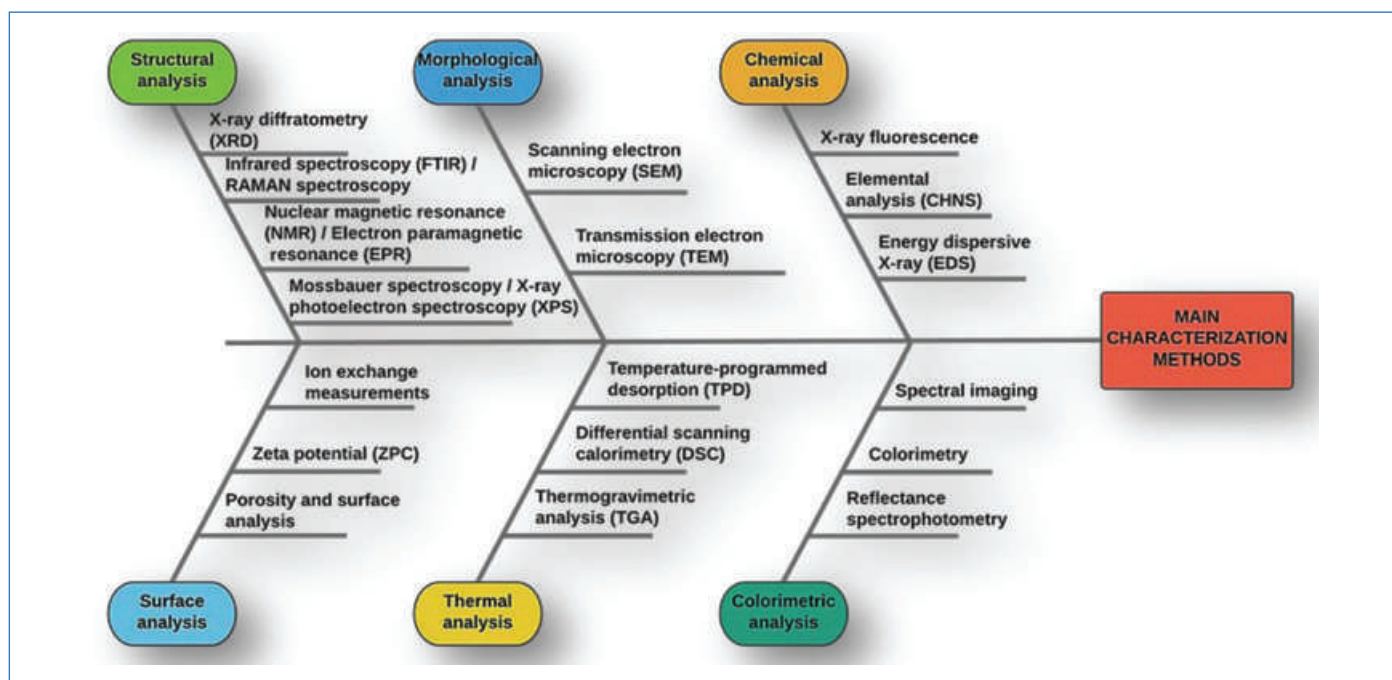 Structural
analysis
Morphological
analysis
Chemical
analysis
X-ray diffratometry
(XRD)
Infrared spectroscopy (FTIR) /
RAMAN spectroscopy
Nuclear magnetic resonance
(NMR) / Electron paramagnetic
resonance (EPR)
Mossbauer spectroscopy / X-ray
photoelectron spectroscopy (XPS)
Scanning electron
microscopy (SEM)
Transmission electron
microscopy (TEM)
X-ray fluorescence
Elemental
analysis (CHNS)
Energy dispersive
X-ray (EDS)
MAIN
CHARACTERIZATION
METHODS
Ion exchange
measurements
Zeta potential (ZPC)
Porosity and surface
analysis
Temperature-programmed
desorption (TPD)
Differential scanning
calorimetry (DSC)
Thermogravimetric
analysis (TGA)
Spectral imaging
Colorimetry
Reflectance
spectrophotometry
Surface
analysis
Thermal
analysis
Colorimetric
analysis